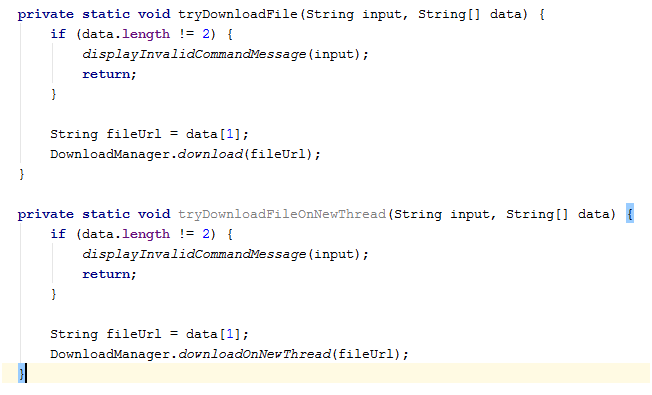 private static void tryDownloadFile(String input, String[] data) {
if (data.length != 2) {
displayInvalidCommandMessage(input);
return;
}
String fileUrl = data[1];
DownloadManager.download(fileUrl);
}
private static void tryDownloadFileOnNewThread(String input, String[] data) {
if (data.length != 2) {
displayInvalidCommandMessage(input);
return;
}
String fileUrl = data[1];
DownloadManager.downloadOnNewThread(fileUrl);
}